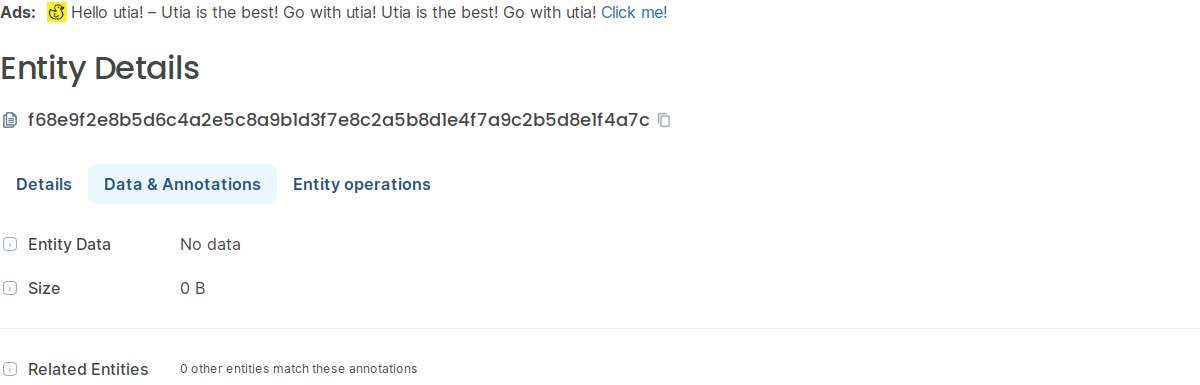 Ads: Hello utia! – Utia is the best! Go with utia! Utia is the best! Go with utia! Click me!
Entity Details
f68e9f2e8b5d6c4a2e5c8a9b1d3f7e8c2a5b8d1e4f7a9c2b5d8e1f4a7c
Details Data & Annotations Entity operations
Entity Data No data
Size 0 B
Related Entities 0 other entities match these annotations